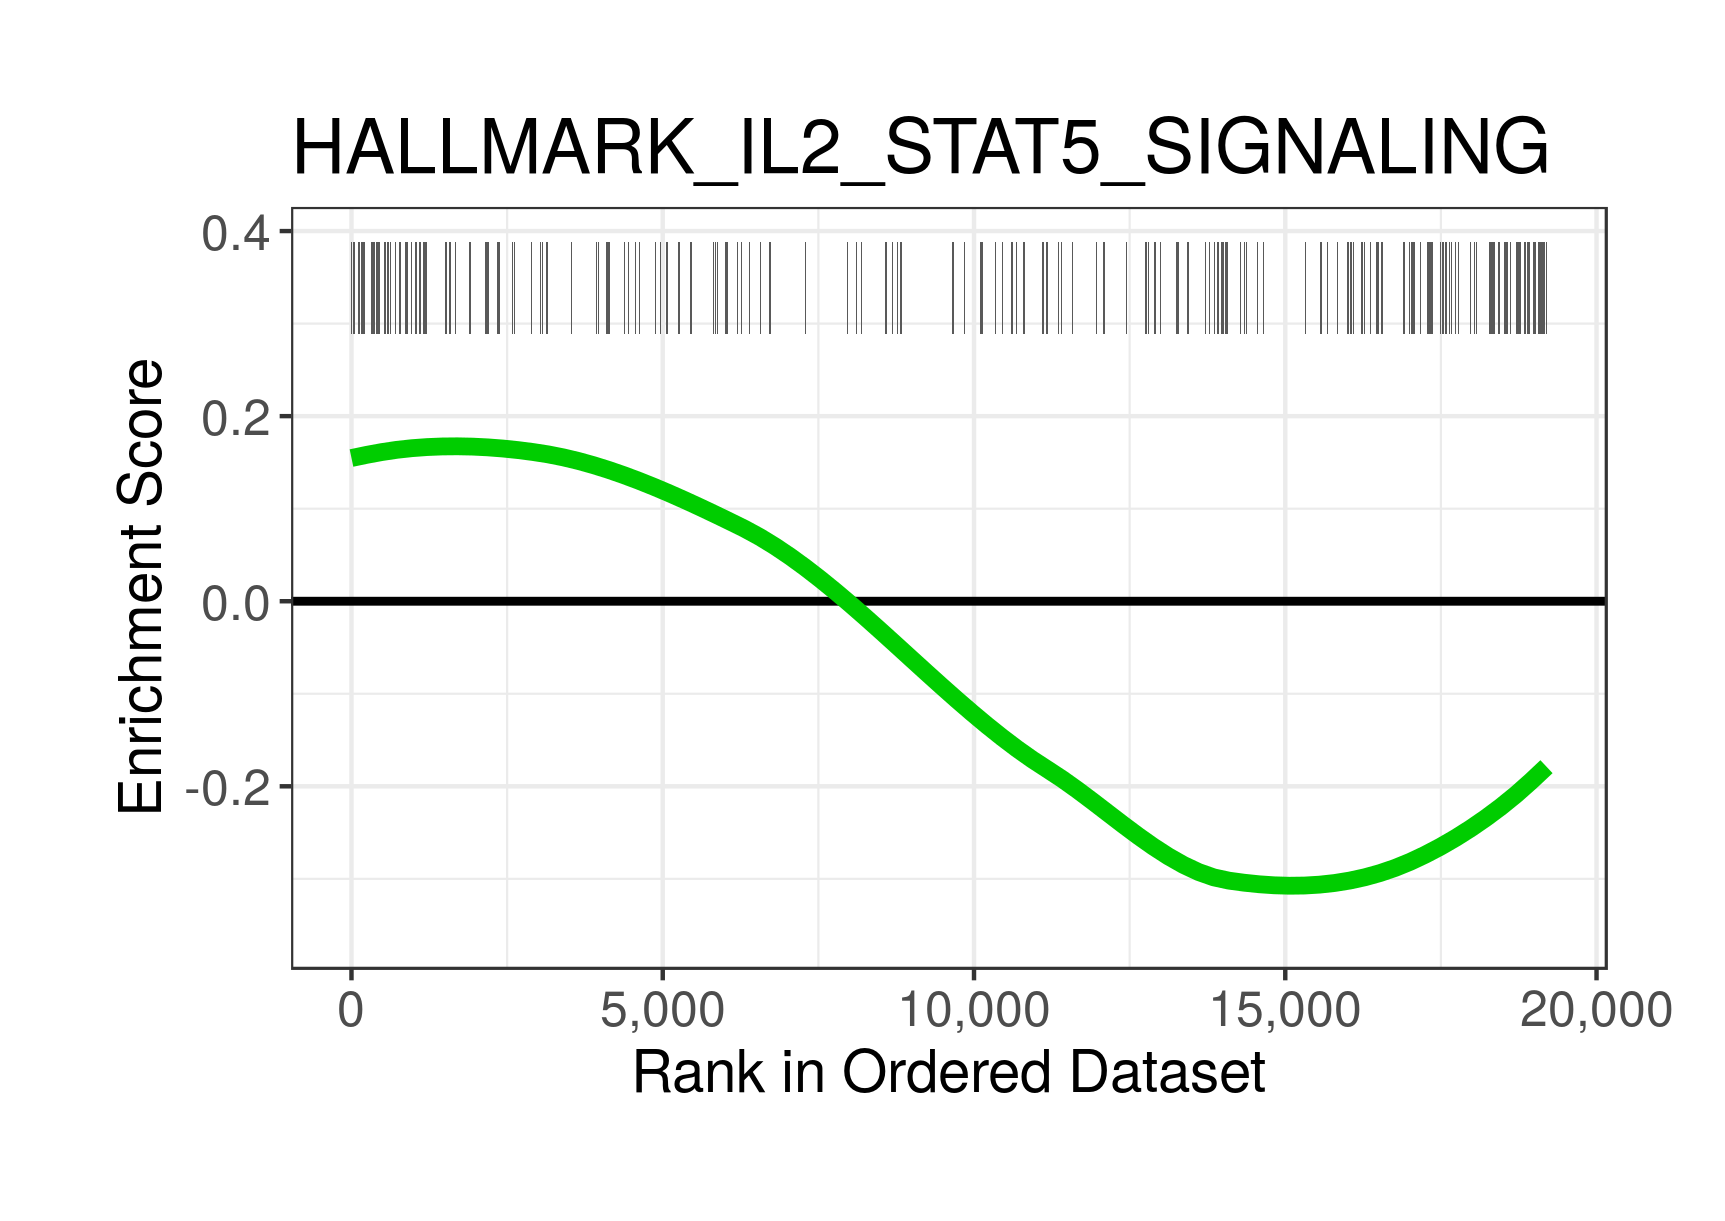 HALLMARK_IL2_STAT5_SIGNALING
0.4
0.2
0.0
-0.2
Enrichment Score
0 5,000 10,000 15,000 20,000
Rank in Ordered Dataset